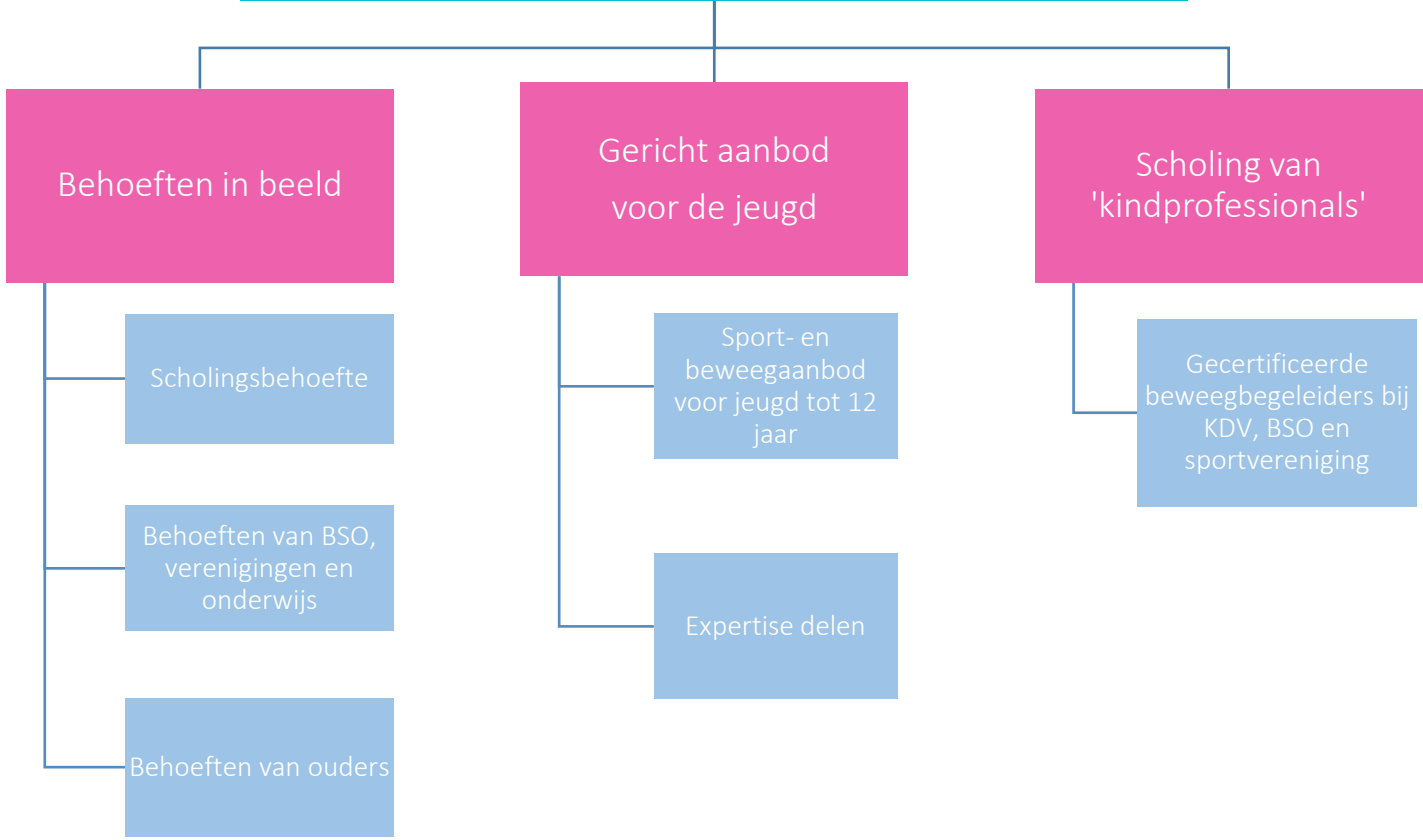 Behoeften in beeld
Scholingsbehoefte
Behoeften van BSO,
verenigingen en
onderwijs
Behoeften van ouders
Gericht aanbod
voor de jeugd
Sport- en
beweegaanbod
voor jeugd tot 12
jaar
Expertise delen
Scholing van
'kindprofessionals'
Gecertificeerde
beweegbegeleiders bij
KDV, BSO en
sportvereniging